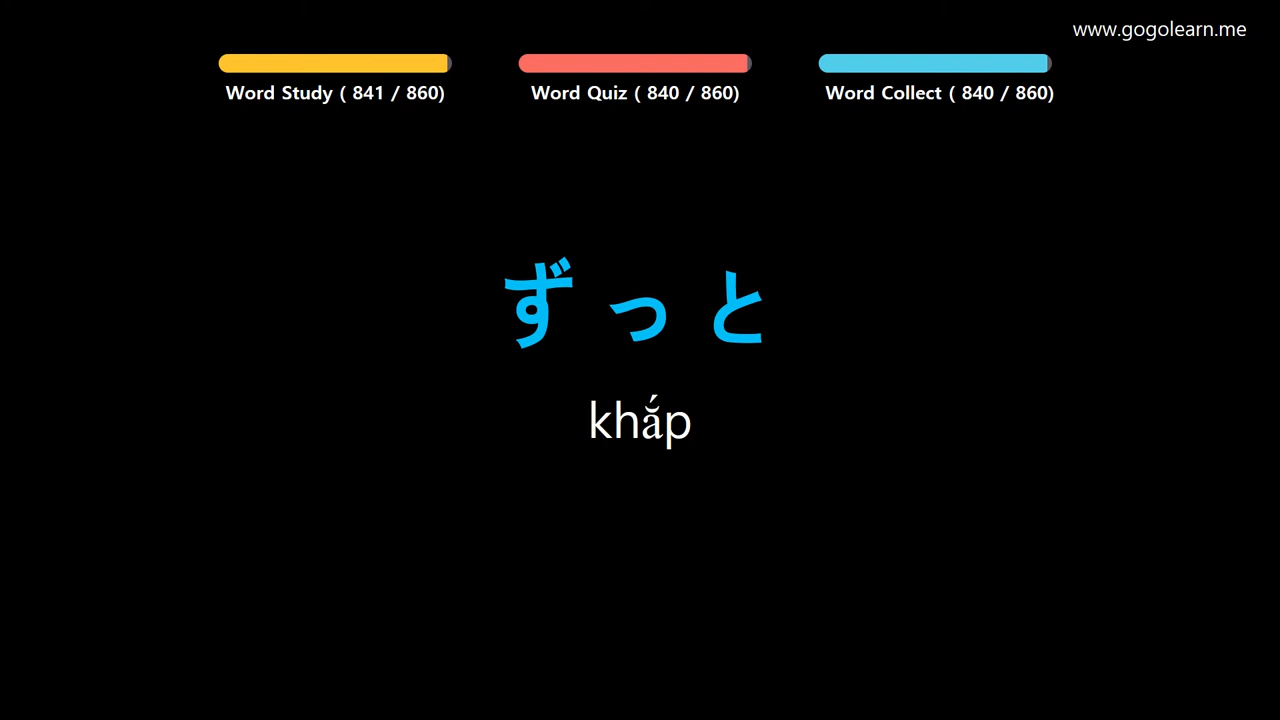 www.gogolearn.me
Word Study ( 841 / 860)
Word Quiz ( 840 / 860)
Word Collect ( 840 / 860)
ずっと
khắp